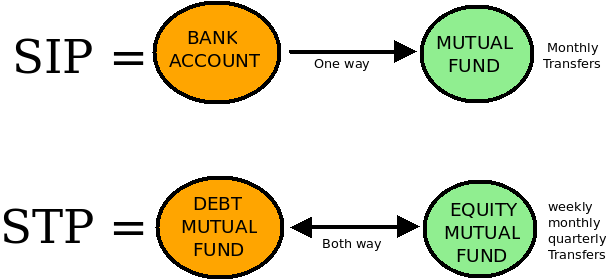 SIP =
BANK
ACCOUNT
One way
MUTUAL
FUND
Monthly
Transfers
STP =
DEBT
MUTUAL
FUND
Both way
EQUITY
MUTUAL
FUND
weekly
monthly
quarterly
Transfers